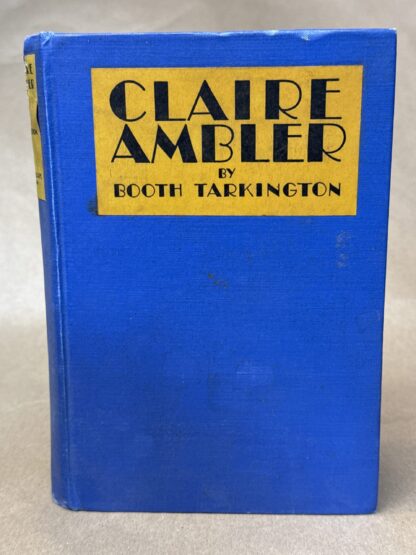 CLAIRE
AMBLER
BY
BOOTH TARKINGTON